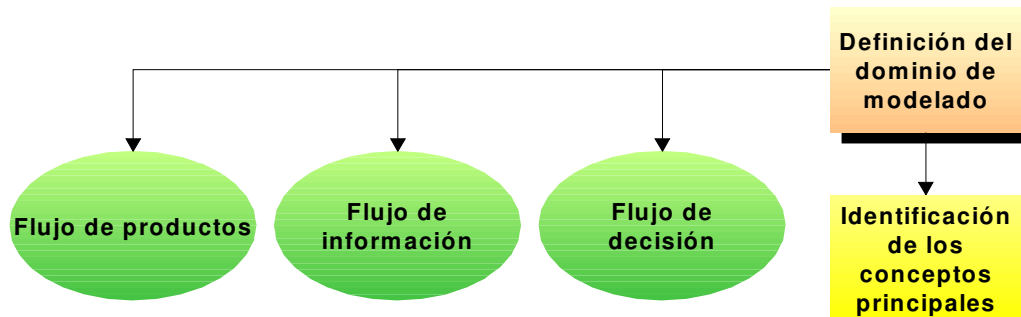 Definición del
dominio de
modelado
Flujo de productos
Flujo de
información
Flujo de
decisión
Identificación
de los
conceptos
principales